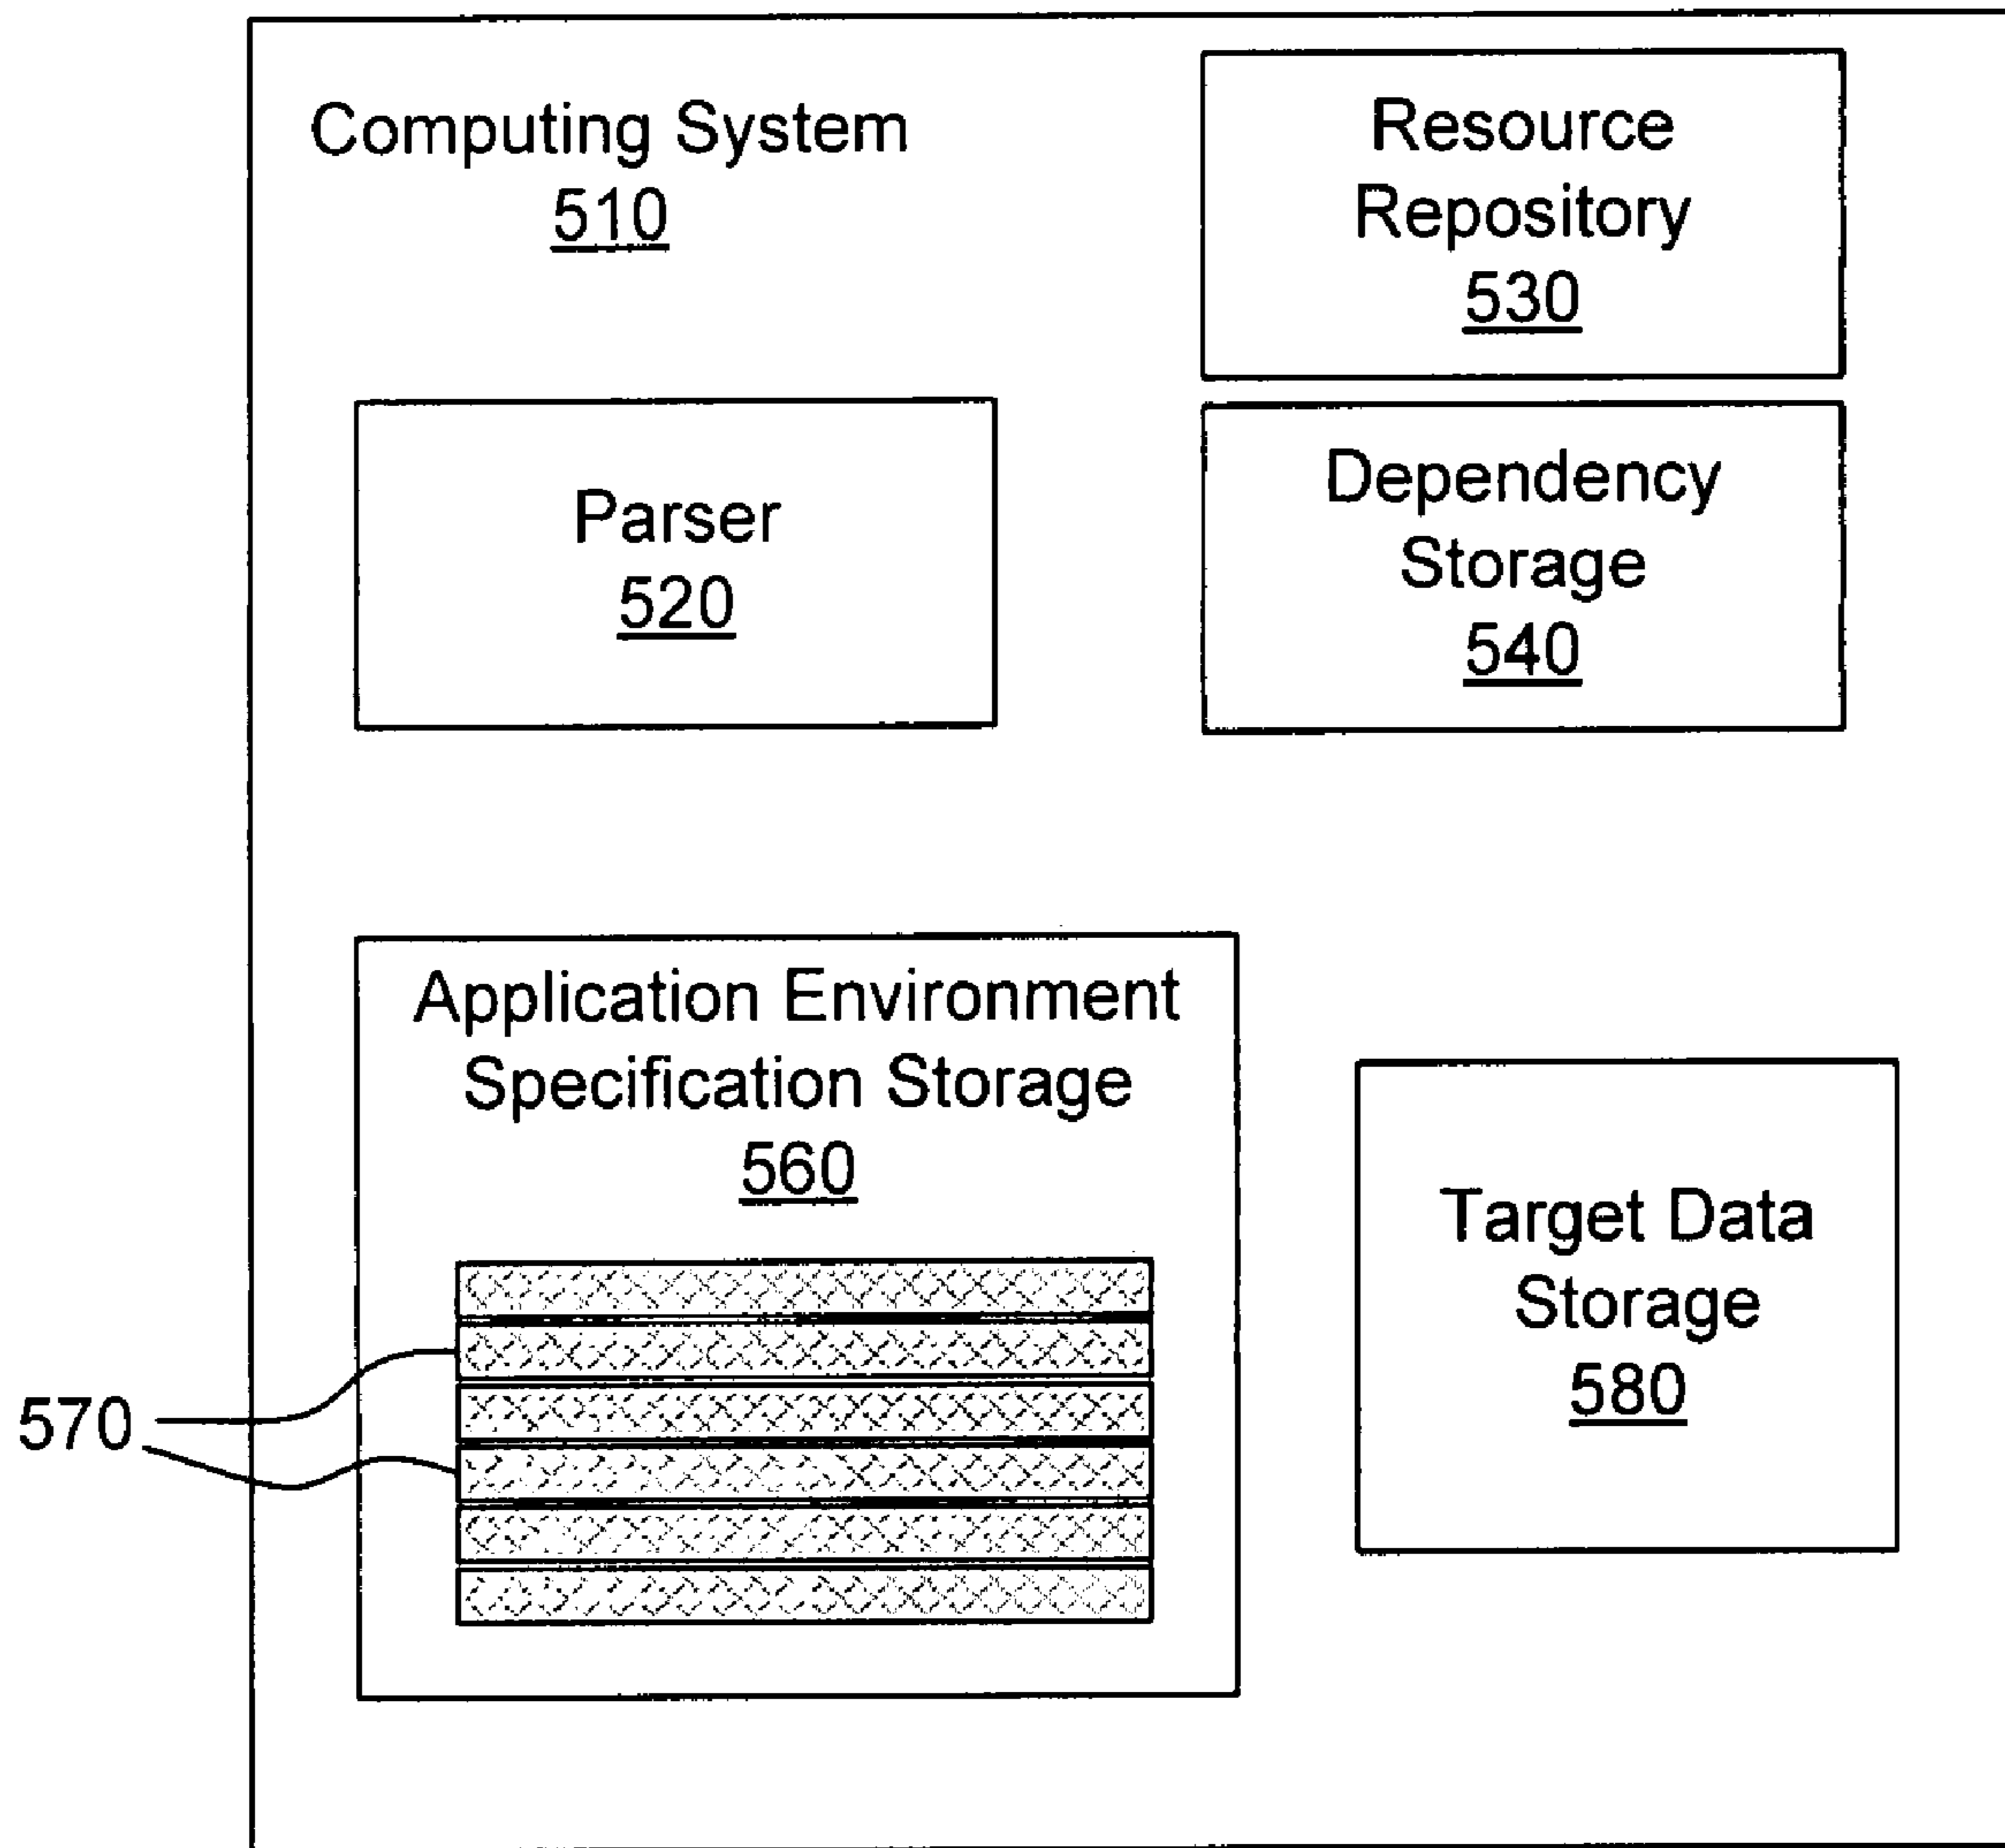 Computing System
510
Resource
Repository
530
Parser
520
Dependency
Storage
540
Application Environment
Specification Storage
560
570
Target Data
Storage
580